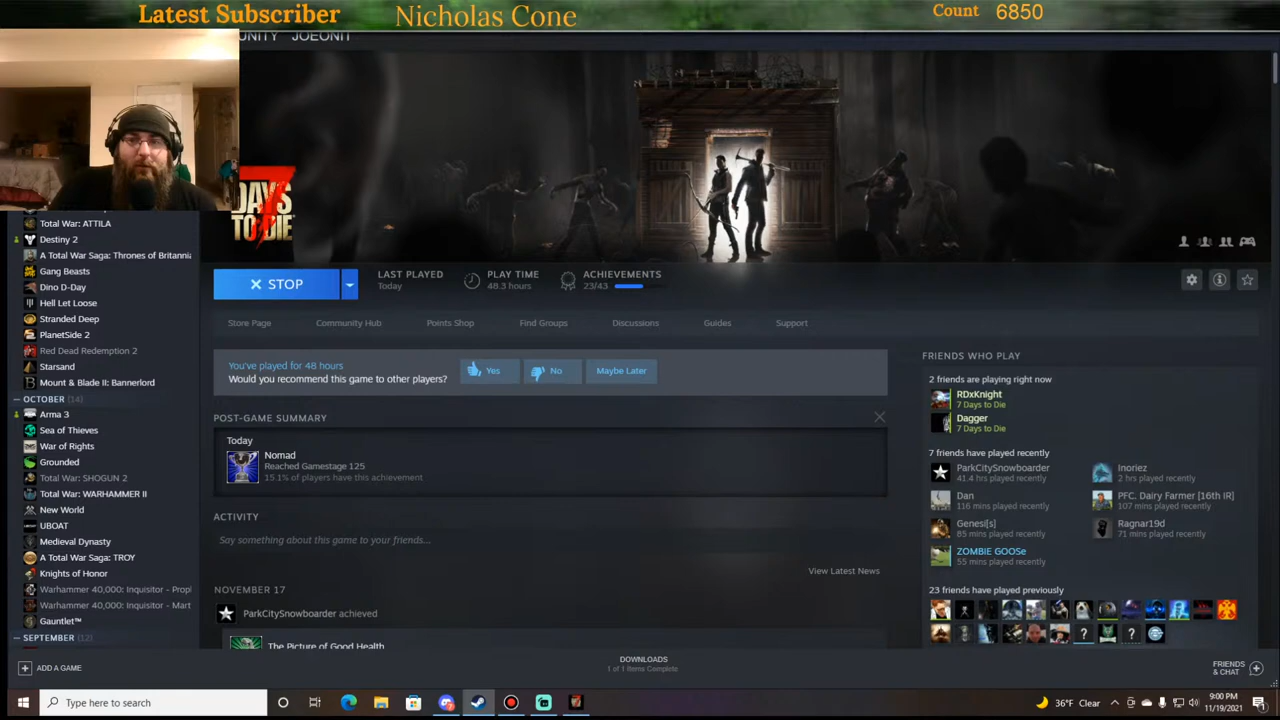 Latest Subscriber
Nicholas Cone
Count 6850
JOEONIT
DAYS
TO DIE
Total War: ATTILA
Destiny 2
A Total War Saga: Thrones of Britannia
Gang Beasts
Dino D-Day
Hell Let Loose
Stranded Deep
PlanetSide 2
Red Dead Redemption 2
Starsand
Mount & Blade II: Bannerlord
OCTOBER (14)
Arma 3
Sea of Thieves
War of Rights
Grounded
Total War: SHOGUN 2
Total War: WARHAMMER II
New World
UBOAT
Medieval Dynasty
A Total War Saga: TROY
Knights of Honor
Warhammer 40,000: Inquisitor - Prop
Warhammer 40,000: Inquisitor - Mart
Gauntlet™
SEPTEMBER (12)
ADD A GAME
STOP
LAST PLAYED
Today
PLAY TIME
48.3 hours
ACHIEVEMENTS
23/43
Store Page
Community Hub
Points Shop
Find Groups
Discussions
Guides
Support
You've played for 48 hours
Would you recommend this game to other players?
Yes
No
Maybe Later
POST-GAME SUMMARY
Today
Nomad
Reached Gamestage 125
15.1% of players have this achievement
ACTIVITY
Say something about this game to your friends...
View Latest News
NOVEMBER 17
ParkCitySnowboarder achieved
The Picture of Good Health
FRIENDS WHO PLAY
2 friends are playing right now
RDxKnight
7 Days to Die
Dagger
7 Days to Die
7 friends have played recently
ParkCitySnowboarder
41.4 hrs played recently
Inoriez
2 hrs played recently
Dan
116 mins played recently
PFC. Dairy Farmer [16th IR]
107 mins played recently
Genesi[s]
85 mins played recently
Ragnar19d
71 mins played recently
ZOMBIE GOOSe
55 mins played recently
23 friends have played previously
DOWNLOADS
1 of 1 Items Complete
FRIENDS
& CHAT
Type here to search
36°F Clear
9:00 PM
11/19/2021